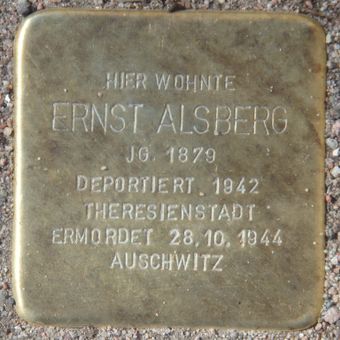 HIER WOHNTE
ERNST ALSBERG
JG. 1879
DEPORTIERT 1942
THERESIENSTADT
ERMORDET 28.10.1944
AUSCHWITZ